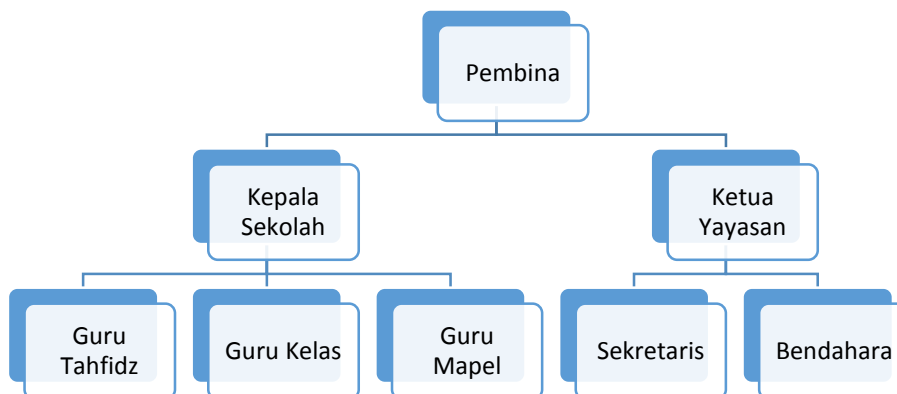 Pembina
Kepala
Sekolah
Ketua
Yayasan
Guru
Tahfidz
Guru Kelas
Guru
Mapel
Sekretaris
Bendahara